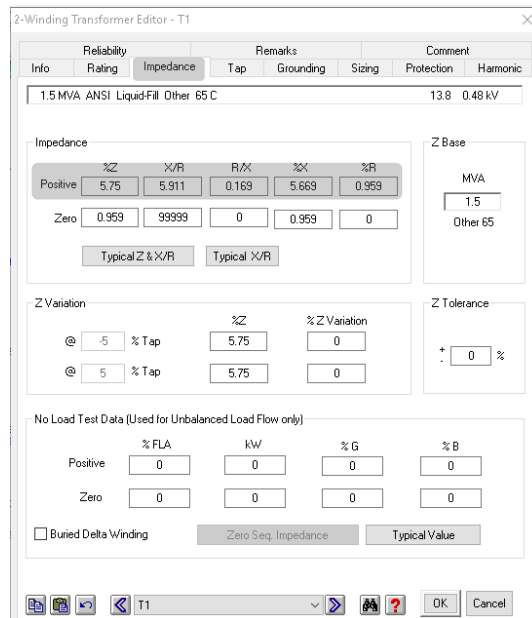 2-Winding Transformer Editor - T1
Reliability Remarks Comment
Info Rating Impedance Tap Grounding Sizing Protection Harmonic
1.5 MVA ANSI Liquid-Fill Other 65 C 13.8 0.48 kV
Impedance
%Z X/R R/X %X %R
Positive 5.75 5.911 0.169 5.669 0.959
Zero 0.959 99999 0 0.959 0
Typical Z & X/R Typical X/R
Z Base
MVA
1.5
Other 65
Z Variation
%Z % Z Variation
@ -5 % Tap 5.75 0
@ 5 % Tap 5.75 0
Z Tolerance
+ - 0 %
No Load Test Data (Used for Unbalanced Load Flow only)
% FLA kW % G % B
Positive 0 0 0 0
Zero 0 0 0 0
Buried Delta Winding Zero Seq. Impedance Typical Value
T1 ? OK Cancel